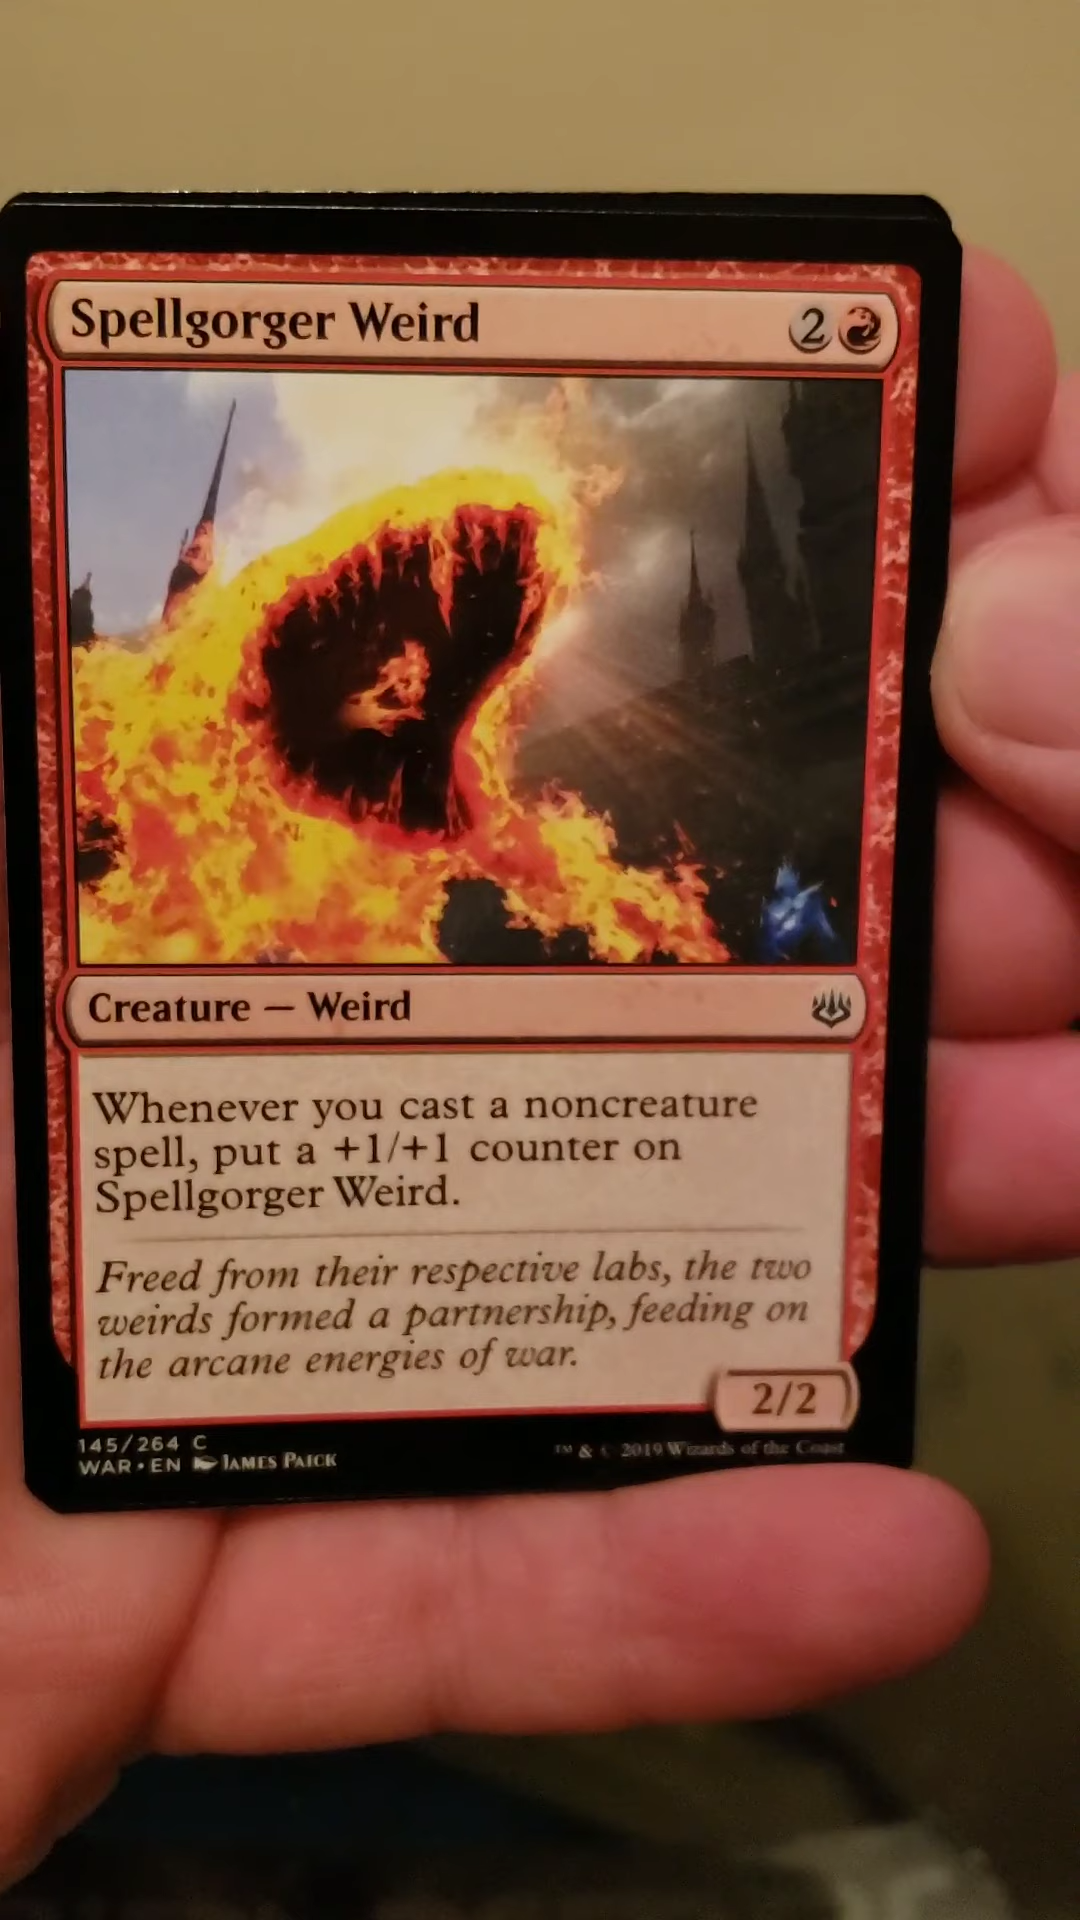 Spellgorger Weird 2
Creature — Weird
Whenever you cast a noncreature
spell, put a +1/+1 counter on
Spellgorger Weird.
Freed from their respective labs, the two
weirds formed a partnership, feeding on
the arcane energies of war.
2/2
145/264 C
WAR • EN JAMES PAICK
™ & © 2019 Wizards of the Coast